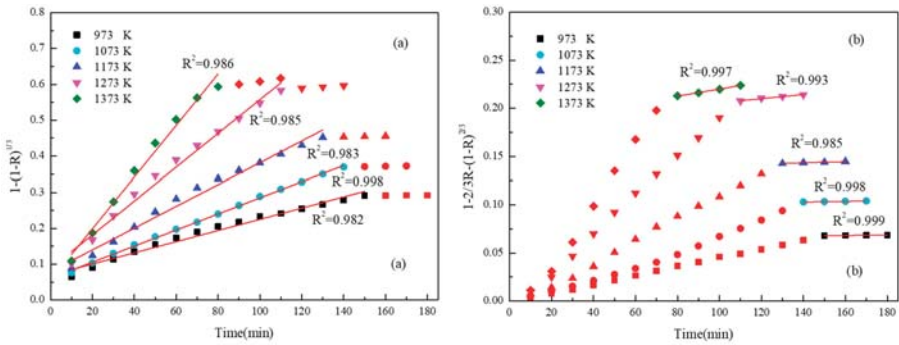 0.8
0.7
0.6
0.5
0.4
0.3
0.2
0.1
0.0
1-(1-R)^1/3
973 K
1073 K
1173 K
1273 K
1373 K
(a)
R²=0.986
R²=0.985
R²=0.983
R²=0.998
R²=0.982
(a)
0 20 40 60 80 100 120 140 160 180
Time(min)
0.30
0.25
0.20
0.15
0.10
0.05
0.00
1-2/3R-(1-R)^2/3
973 K
1073 K
1173 K
1273 K
1373 K
(b)
R²=0.997
R²=0.993
R²=0.985
R²=0.998
R²=0.999
(b)
0 20 40 60 80 100 120 140 160 180
Time(min)